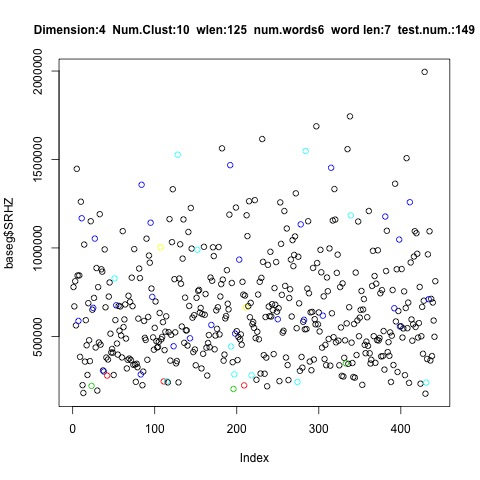 Dimension:4 Num.Clust:10 wlen:125 num.words6 word len:7 test.num.:149
2000000
1500000
1000000
500000
baseg$SRHZ
0 100 200 300 400
Index